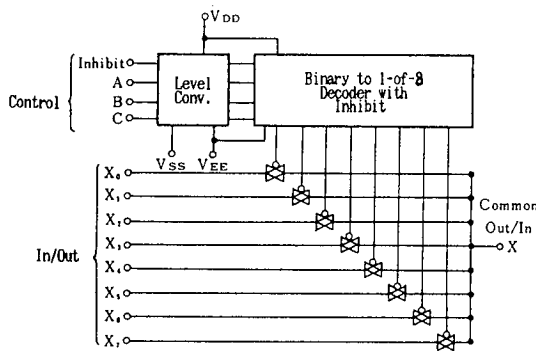 VDD
Inhibit
A
B
C
Control
Level
Conv.
Binary to 1-of-8
Decoder with
Inhibit
VSS
VEE
X0
X1
X2
X3
X4
X5
X6
X7
In/Out
Common
Out/In
X